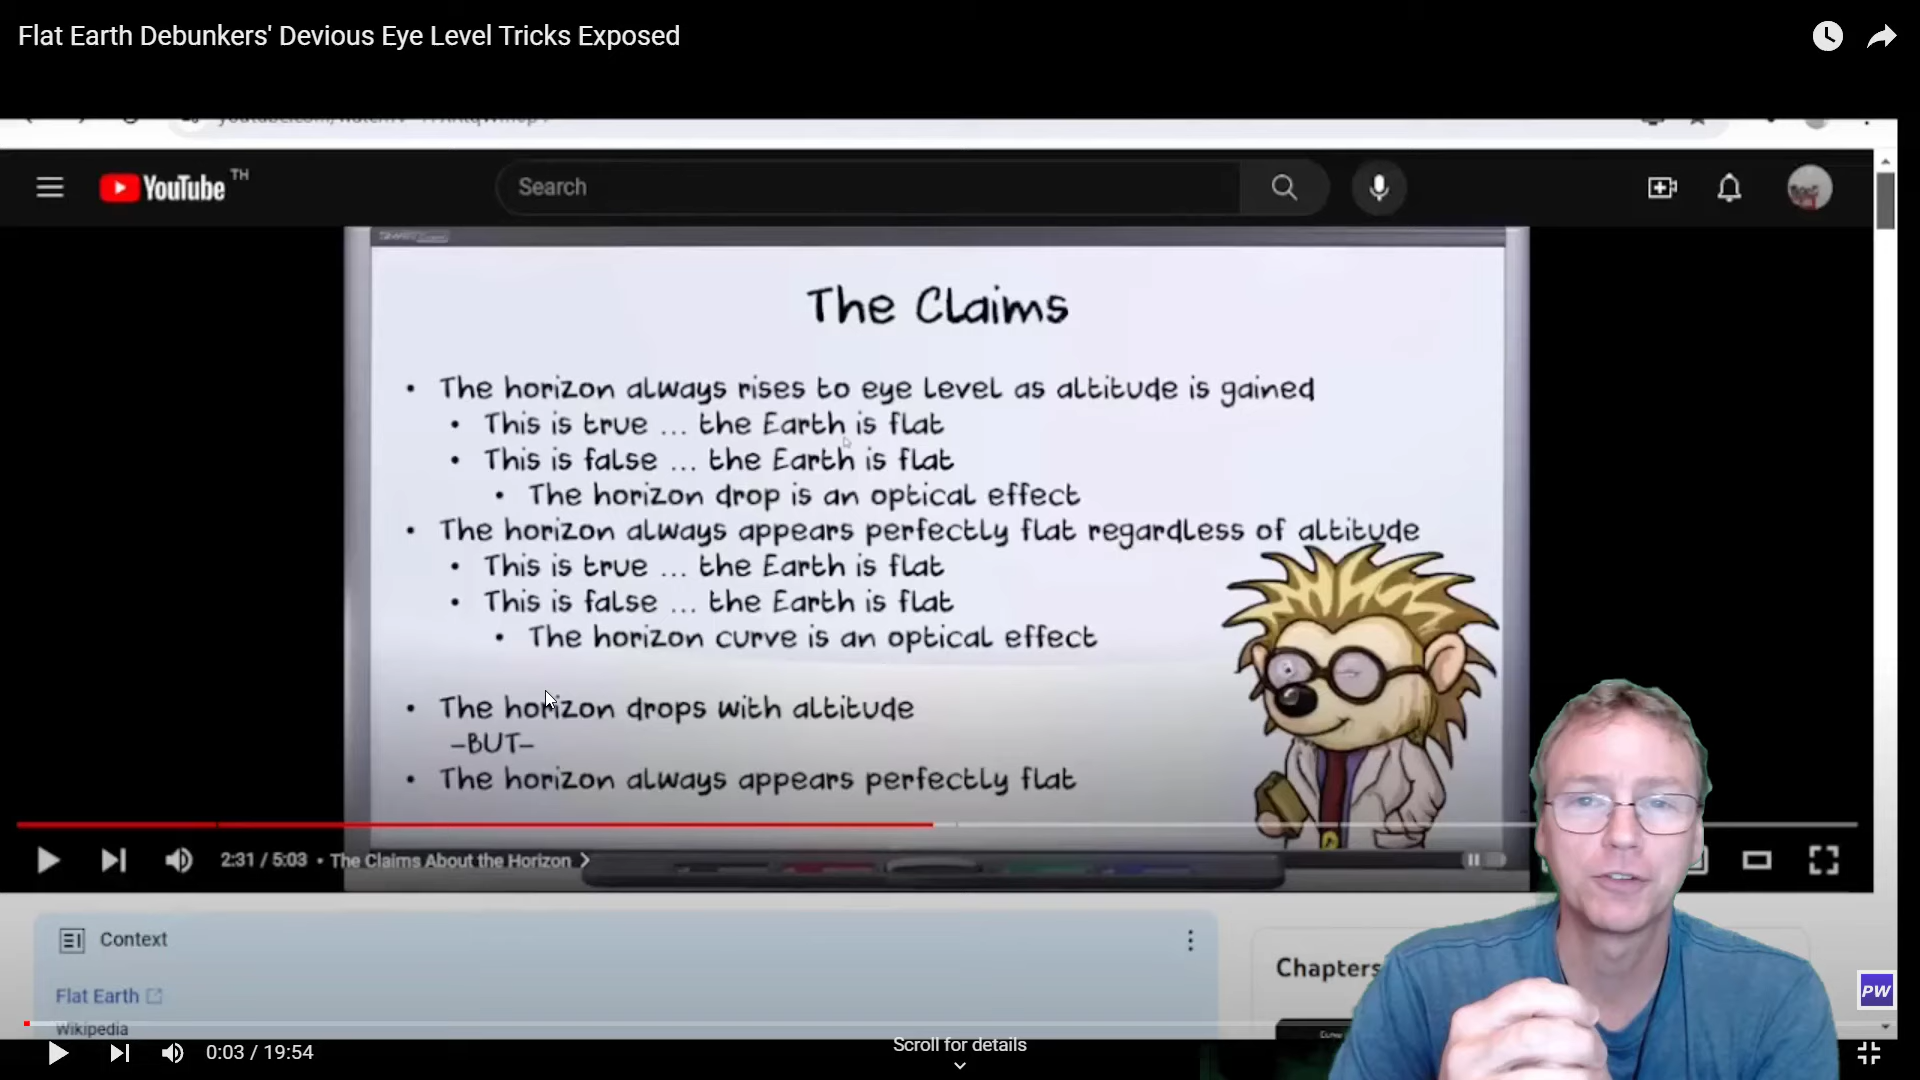 Flat Earth Debunkers' Devious Eye Level Tricks Exposed
YouTube TH
Search
The Claims
• The horizon always rises to eye level as altitude is gained
• This is true ... the Earth is flat
• This is false ... the Earth is flat
• The horizon drop is an optical effect
• The horizon always appears perfectly flat regardless of altitude
• This is true ... the Earth is flat
• This is false ... the Earth is flat
• The horizon curve is an optical effect
• The horizon drops with altitude
-BUT-
• The horizon always appears perfectly flat
2:31 / 5:03 • The Claims About the Horizon
Context
Flat Earth
Wikipedia
Chapters
PW
0:03 / 19:54
Scroll for details